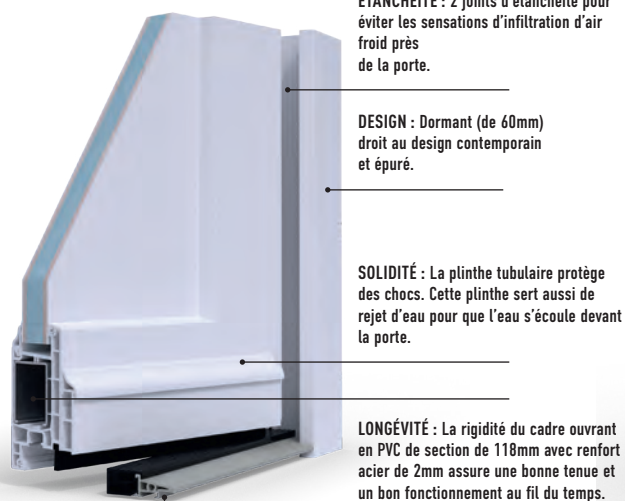 ÉTANCHÉITÉ : 2 joints d'étanchéité pour
éviter les sensations d'infiltration d'air
froid près
de la porte.
DESIGN : Dormant (de 60mm)
droit au design contemporain
et épuré.
SOLIDITÉ : La plinthe tubulaire protège
des chocs. Cette plinthe sert aussi de
rejet d'eau pour que l'eau s'écoule devant
la porte.
LONGÉVITÉ : La rigidité du cadre ouvrant
en PVC de section de 118mm avec renfort
acier de 2mm assure une bonne tenue et
un bon fonctionnement au fil du temps.